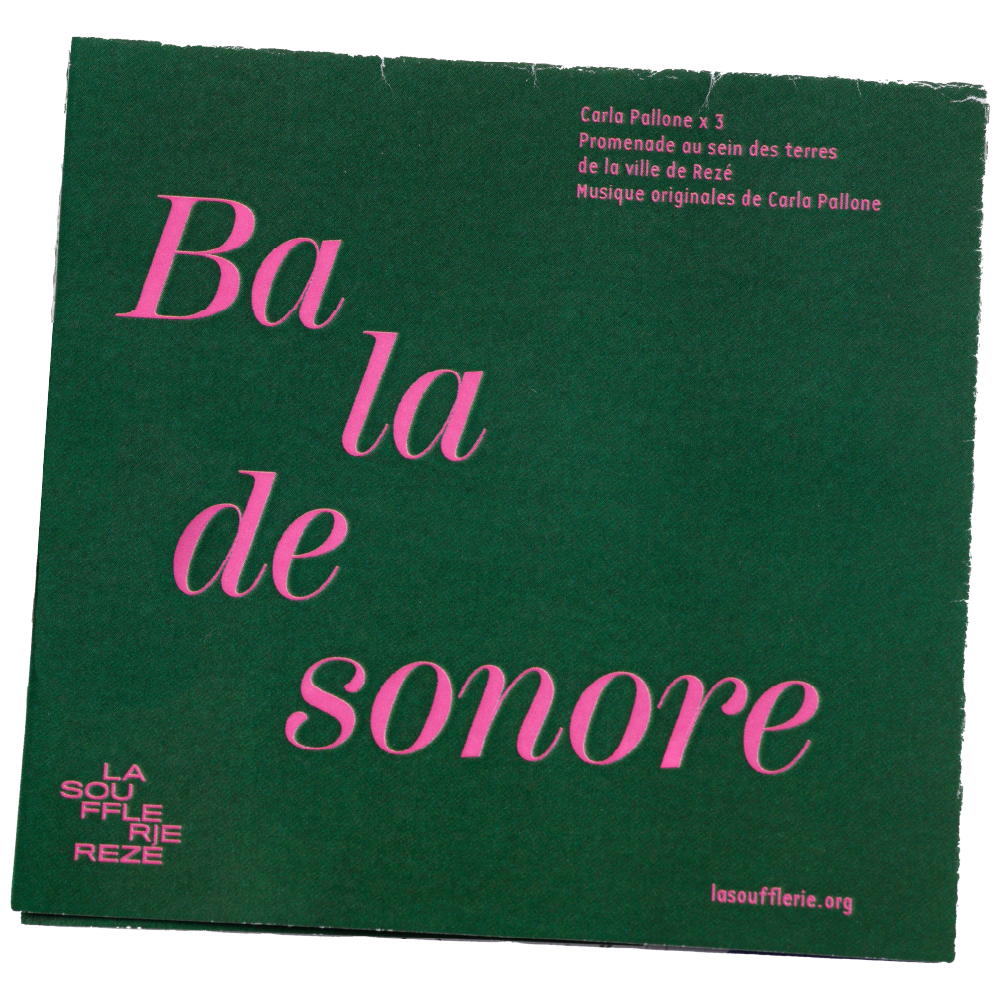 Carla Pallone x 3
Promenade au sein des terres
de la ville de Rezé
Musique originales de Carla Pallone
Ba
la
de
sonore
LA
SOU
FFLE
RIE
REZÉ
lasoufflerie.org